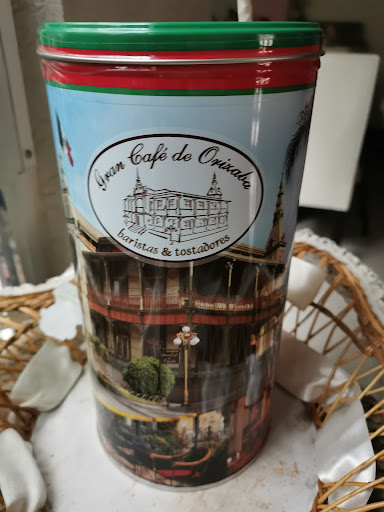 Gran Café de Orizaba
baristas & tostadores